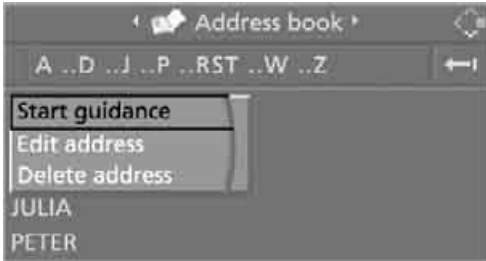 Address book
A ..D ..J ..P ..RST ..W ..Z
Start guidance
Edit address
Delete address
JULIA
PETER